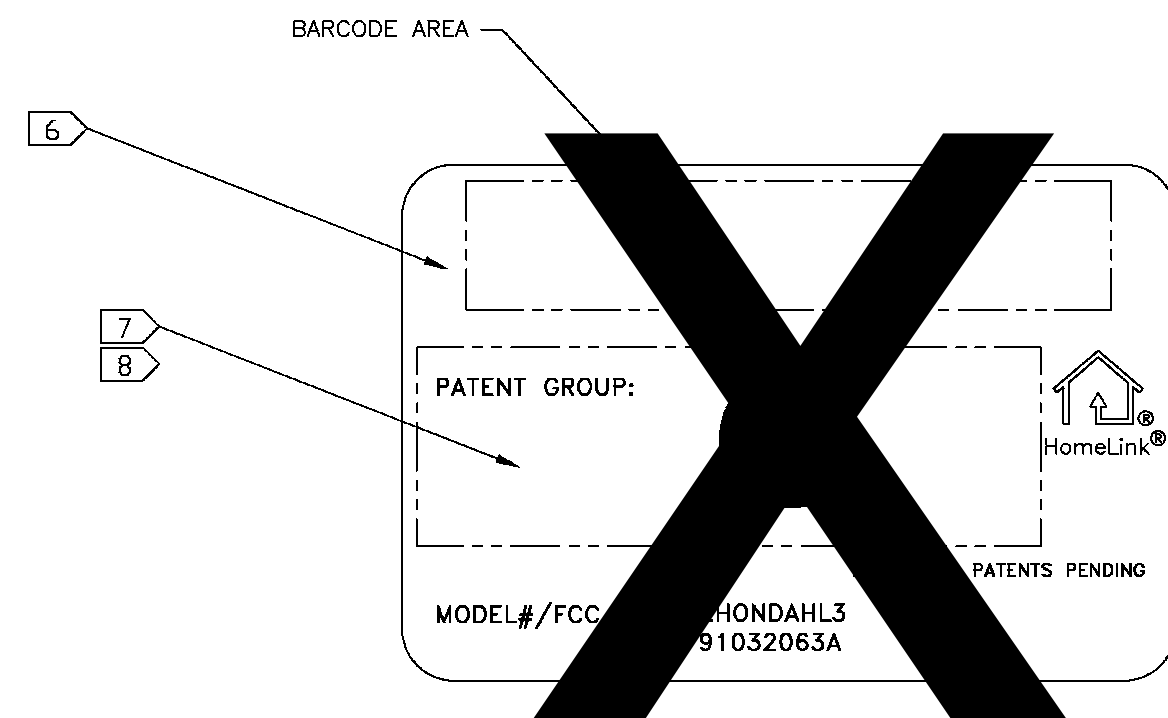 BARCODE AREA
6
7
8
PATENT GROUP:
®
HomeLink®
PATENTS PENDING
MODEL#/FCC HONDAHL3
91032063A